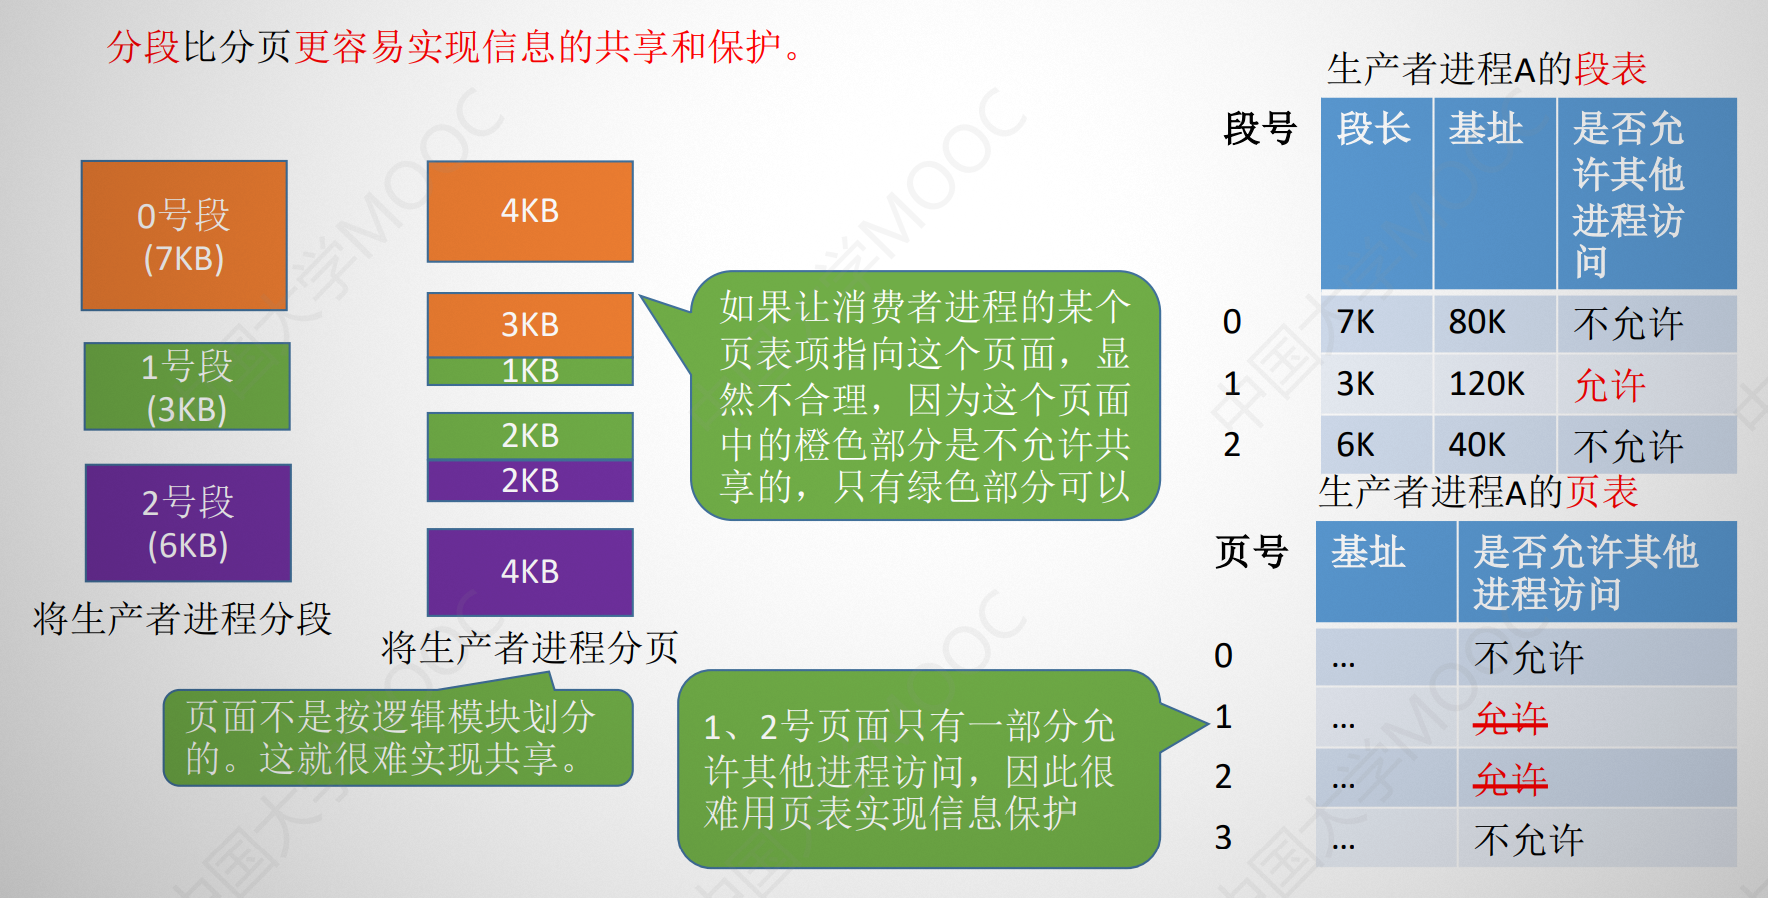 分段比分页更容易实现信息的共享和保护。
0号段
(7KB)
1号段
(3KB)
2号段
(6KB)
将生产者进程分段
4KB
3KB
1KB
2KB
2KB
4KB
将生产者进程分页
页面不是按逻辑模块划分
的。这就很难实现共享。
如果让消费者进程的某个
页表项指向这个页面，显
然不合理，因为这个页面
中的橙色部分是不允许共
享的，只有绿色部分可以
1、2号页面只有一部分允
许其他进程访问，因此很
难用页表实现信息保护
生产者进程A的段表
段号 段长 基址 是否允
许其他
进程访
问
0 7K 80K 不允许
1 3K 120K 允许
2 6K 40K 不允许
生产者进程A的页表
页号 基址 是否允许其他
进程访问
0 ... 不允许
1 ... 允许
2 ... 允许
3 ... 不允许
中国大学MOOC